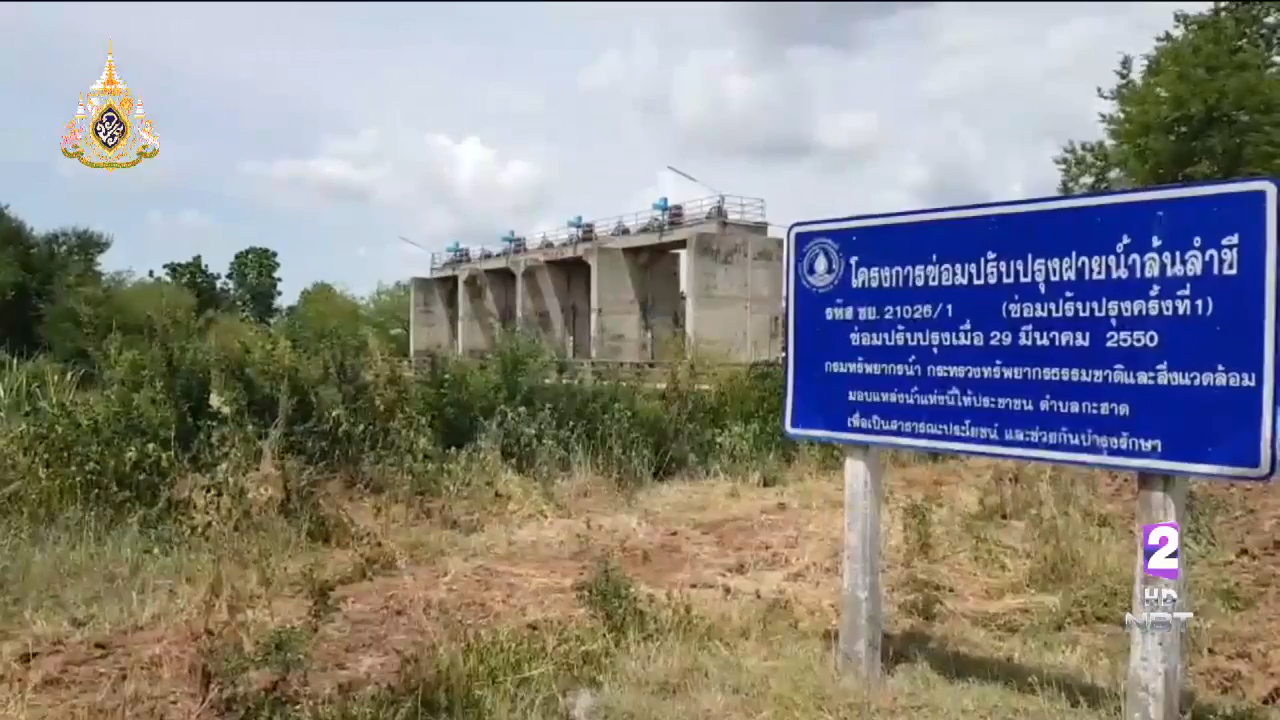 โครงการซ่อมปรับปรุงฝายน้ำล้นลำชี
รหัส ชย. 21026/1 (ซ่อมปรับปรุงครั้งที่1)
ซ่อมปรับปรุงเมื่อ 29 มีนาคม 2550
กรมทรัพยากรน้ำ กระทรวงทรัพยากรธรรมชาติและสิ่งแวดล้อม
มอบแหล่งน้ำแห่งนี้ให้ประชาชน ตำบลกะฮาด
เพื่อเป็นสาธารณะประโยชน์ และช่วยกันบำรุงรักษาฯ
2
HD
NBT